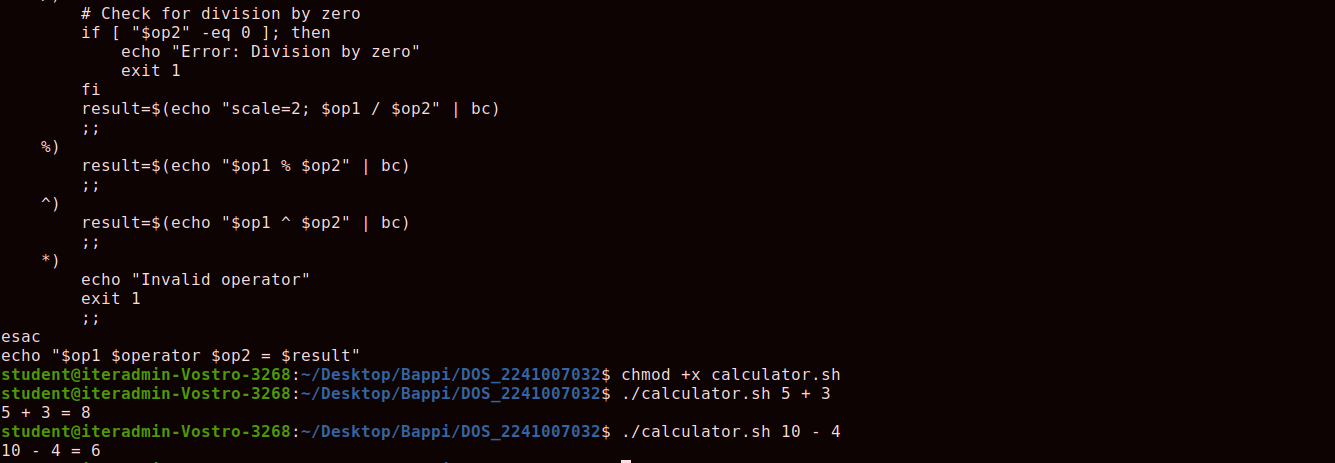 # Check for division by zero
        if [ "$op2" -eq 0 ]; then
            echo "Error: Division by zero"
            exit 1
        fi
        result=$(echo "scale=2; $op1 / $op2" | bc)
        ;;
    %)
        result=$(echo "$op1 % $op2" | bc)
        ;;
    ^)
        result=$(echo "$op1 ^ $op2" | bc)
        ;;
    *)
        echo "Invalid operator"
        exit 1
        ;;
esac
echo "$op1 $operator $op2 = $result"
student@iteradmin-Vostro-3268:~/Desktop/Bappi/DOS_2241007032$ chmod +x calculator.sh
student@iteradmin-Vostro-3268:~/Desktop/Bappi/DOS_2241007032$ ./calculator.sh 5 + 3
5 + 3 = 8
student@iteradmin-Vostro-3268:~/Desktop/Bappi/DOS_2241007032$ ./calculator.sh 10 - 4
10 - 4 = 6